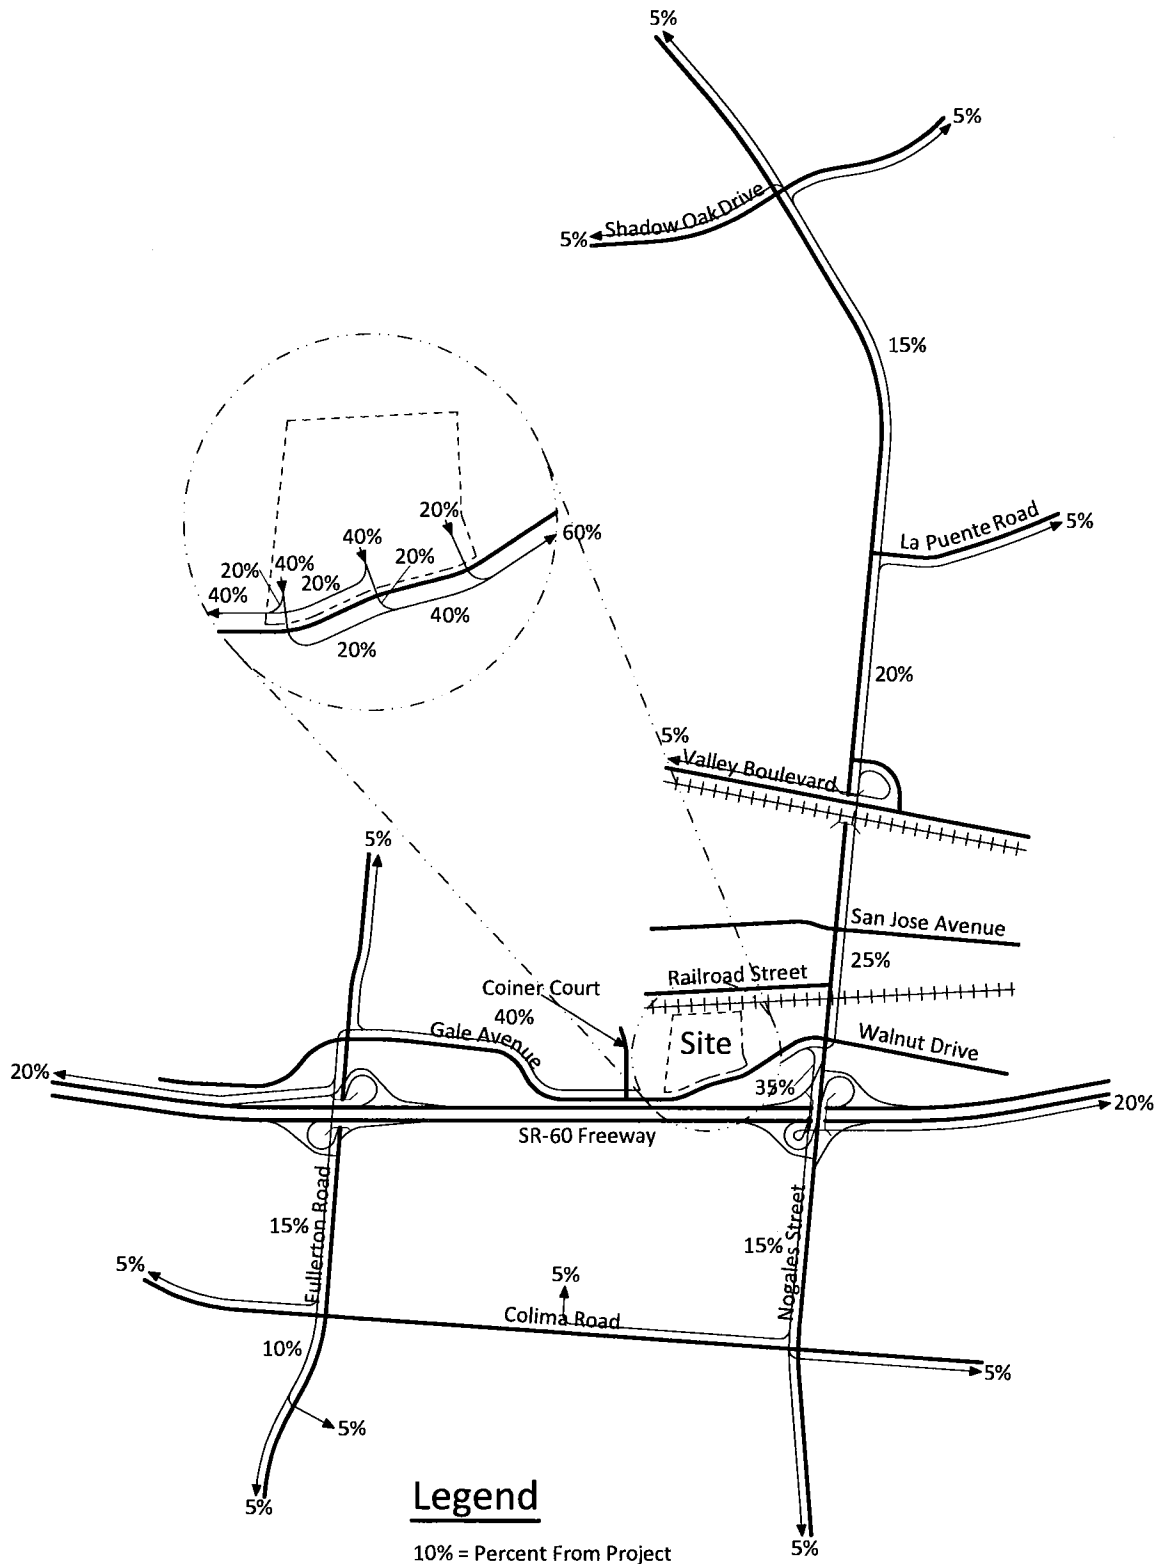 5%
5%
Shadow Oak Drive
5%
15%
20%
40%
60%
20%
40%
20%
20%
40%
40%
20%
La Puente Road
5%
20%
5%
Valley Boulevard
5%
San Jose Avenue
25%
Railroad Street
Coiner Court
40%
Gale Avenue
Site
Walnut Drive
20%
35%
20%
SR-60 Freeway
Fullerton Road
15%
Nogales Street
15%
5%
5%
Colima Road
10%
5%
5%
5%
5%
Legend
10% = Percent From Project